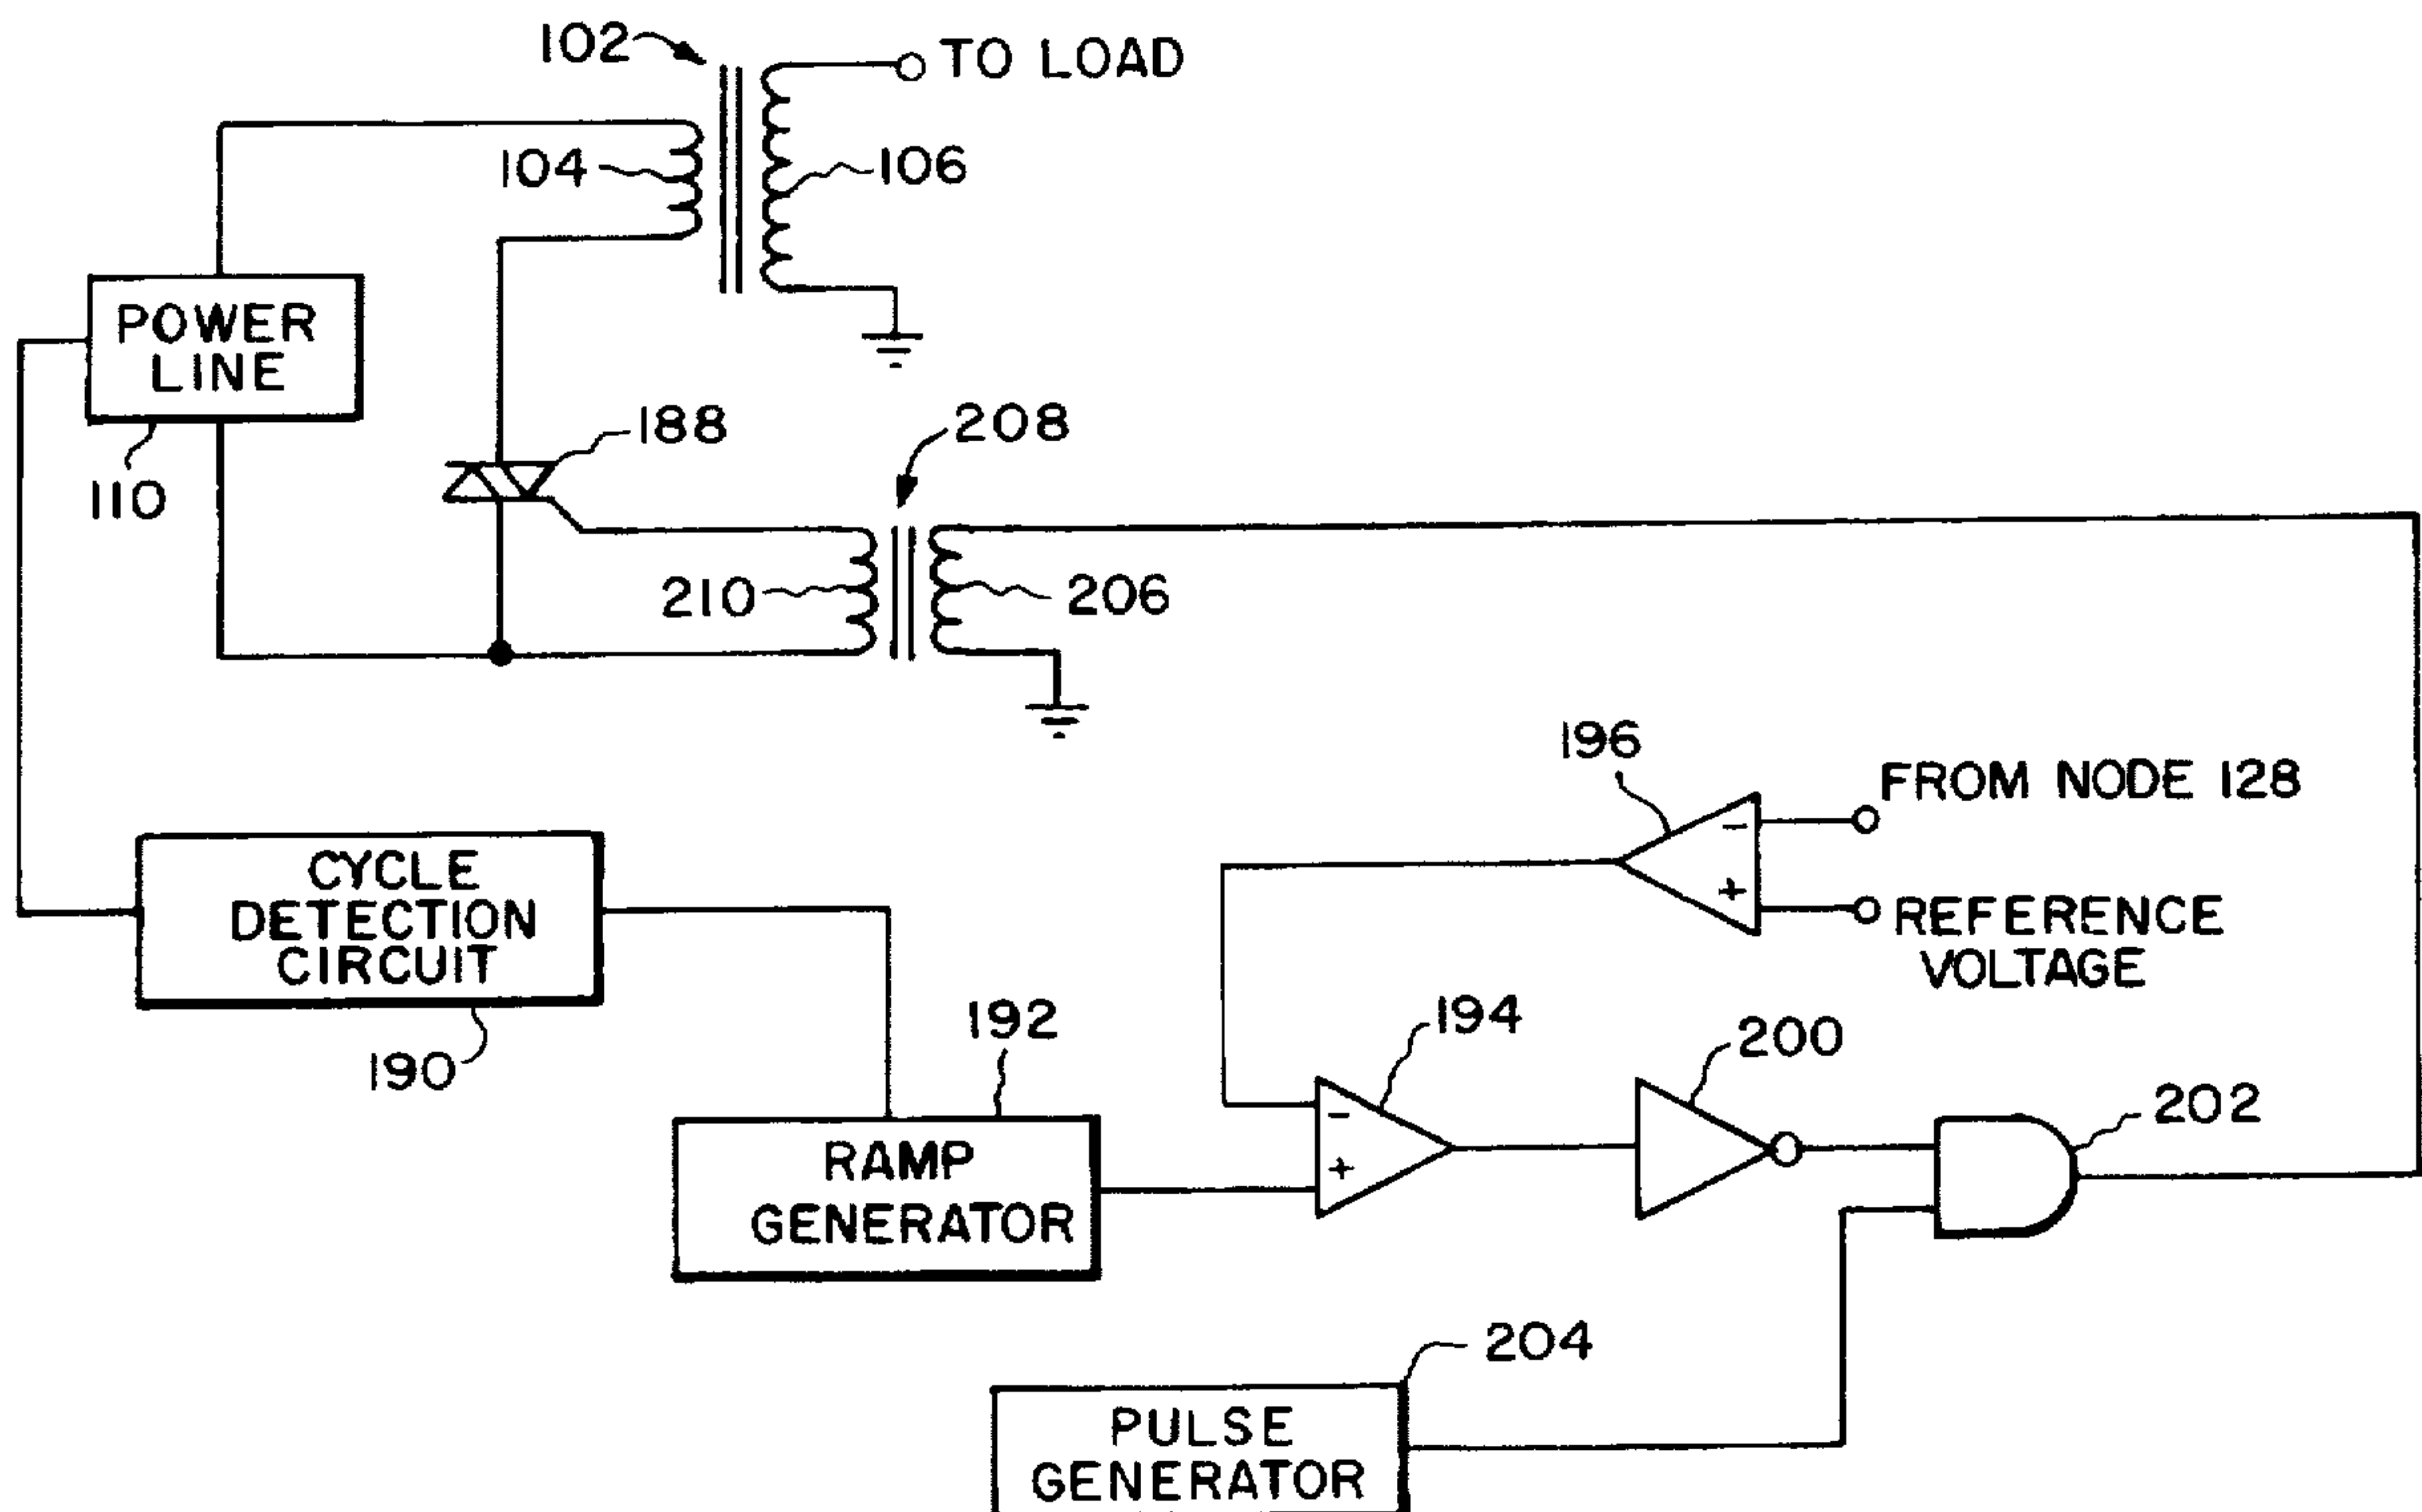 102
TO LOAD
104
106
POWER
LINE
110
188
208
210
206
196
FROM NODE 128
-
+
REFERENCE
VOLTAGE
CYCLE
DETECTION
CIRCUIT
190
192
194
200
202
-
+
RAMP
GENERATOR
204
PULSE
GENERATOR